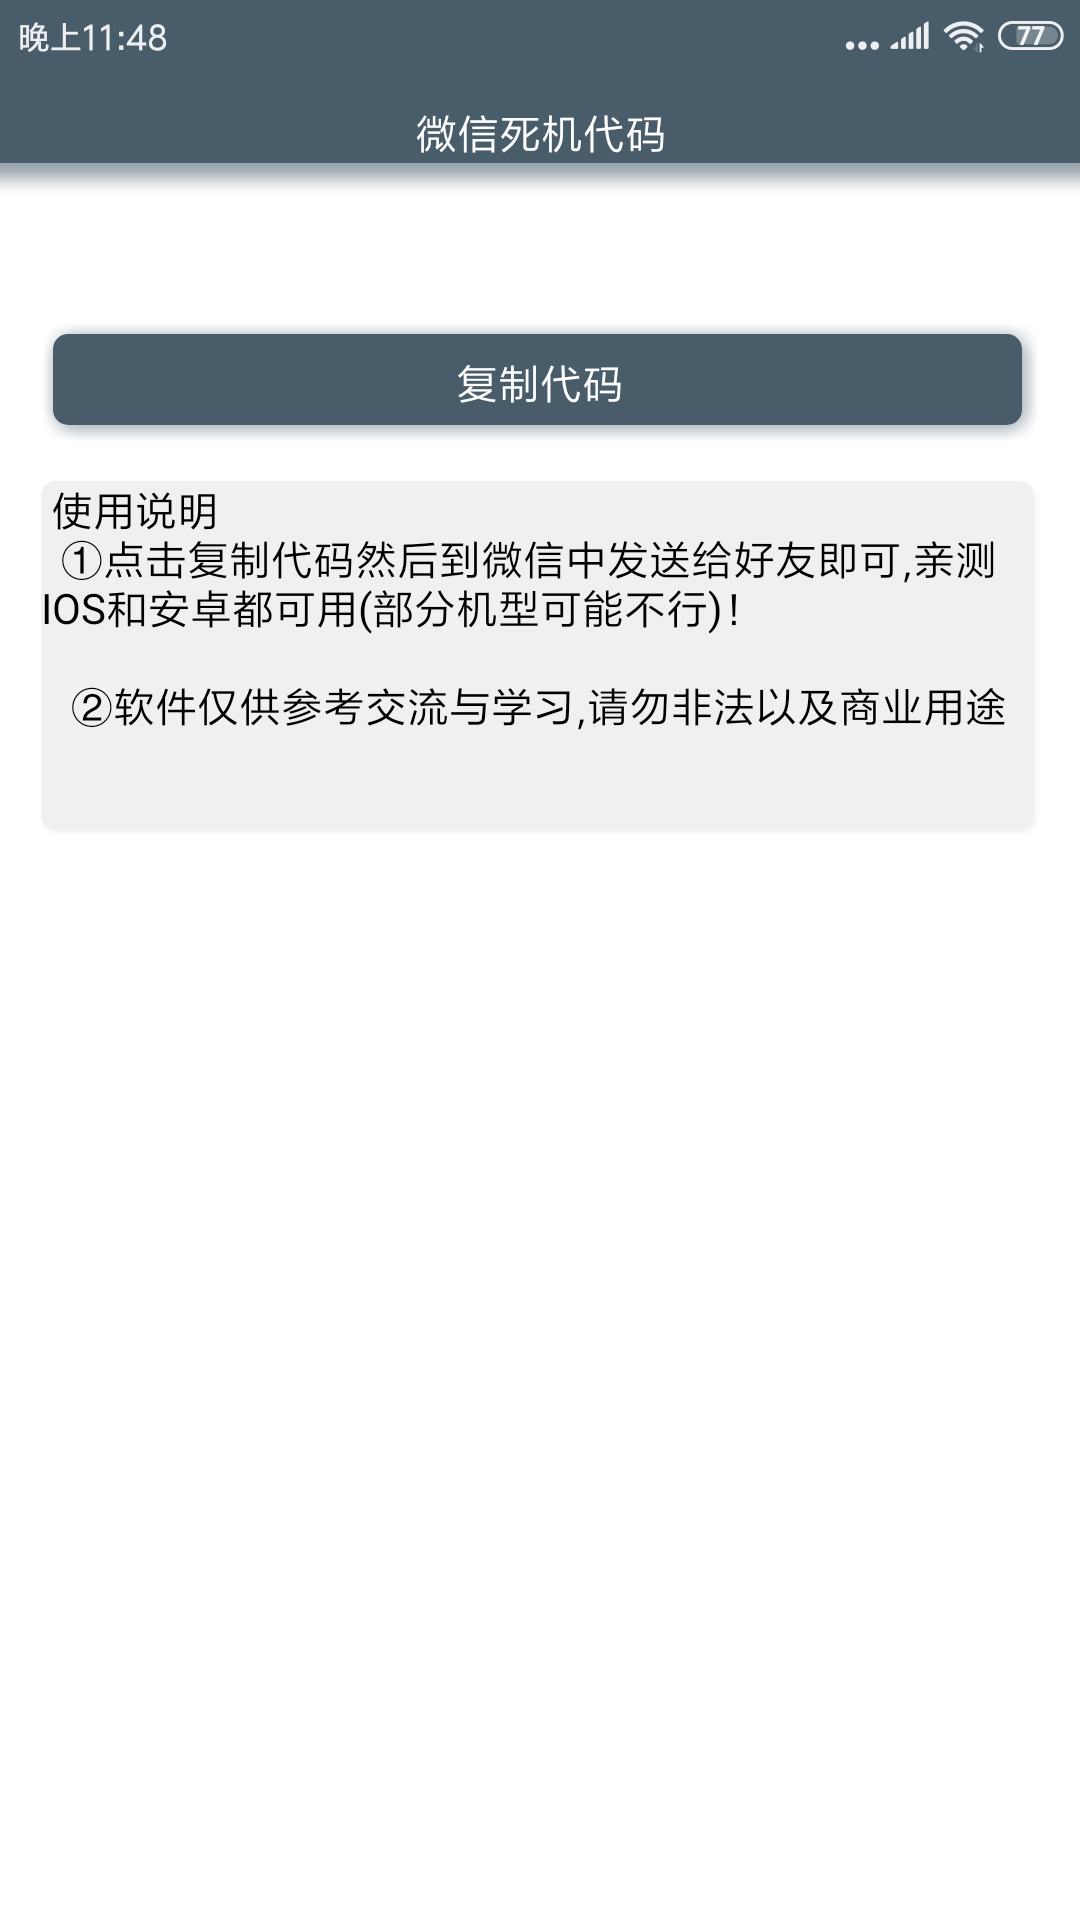 晚上11:48
77
微信死机代码
复制代码
使用说明
①点击复制代码然后到微信中发送给好友即可,亲测
IOS和安卓都可用(部分机型可能不行)!
②软件仅供参考交流与学习,请勿非法以及商业用途